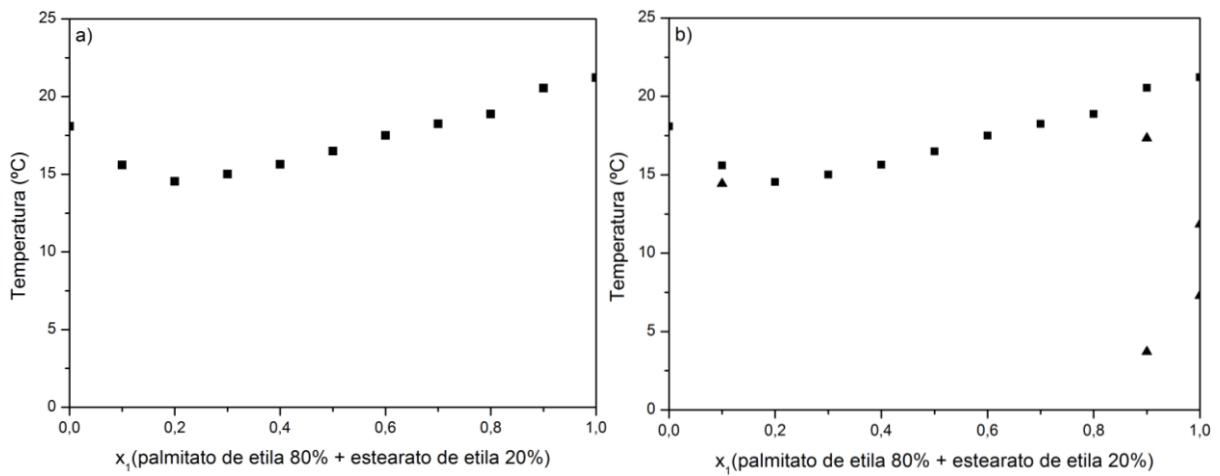 a)
Temperatura (ºC)
25
20
15
10
5
0
0,0 0,2 0,4 0,6 0,8 1,0
x1(palmitato de etila 80% + estearato de etila 20%)
b)
Temperatura (ºC)
25
20
15
10
5
0
0,0 0,2 0,4 0,6 0,8 1,0
x1(palmitato de etila 80% + estearato de etila 20%)